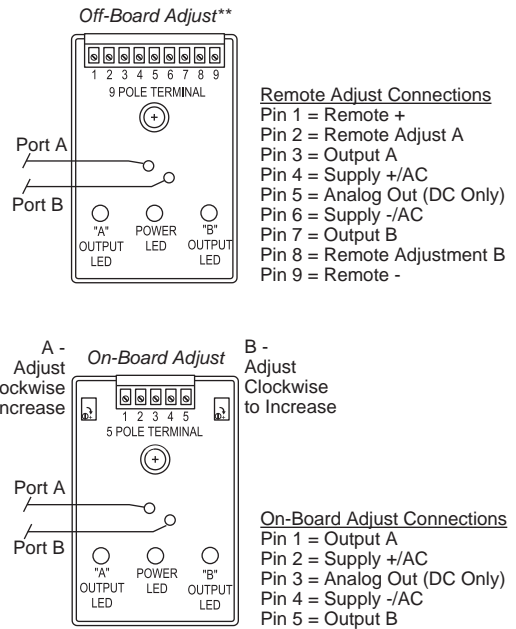 Off-Board Adjust**
1 2 3 4 5 6 7 8 9
9 POLE TERMINAL
Port A
Port B
"A"
OUTPUT
LED
POWER
LED
"B"
OUTPUT
LED
Remote Adjust Connections
Pin 1 = Remote +
Pin 2 = Remote Adjust A
Pin 3 = Output A
Pin 4 = Supply +/AC
Pin 5 = Analog Out (DC Only)
Pin 6 = Supply -/AC
Pin 7 = Output B
Pin 8 = Remote Adjustment B
Pin 9 = Remote -
A -
Adjust
ockwise
ncrease
On-Board Adjust
B -
Adjust
Clockwise
to Increase
1 2 3 4 5
5 POLE TERMINAL
Port A
Port B
"A"
OUTPUT
LED
POWER
LED
"B"
OUTPUT
LED
On-Board Adjust Connections
Pin 1 = Output A
Pin 2 = Supply +/AC
Pin 3 = Analog Out (DC Only)
Pin 4 = Supply -/AC
Pin 5 = Output B